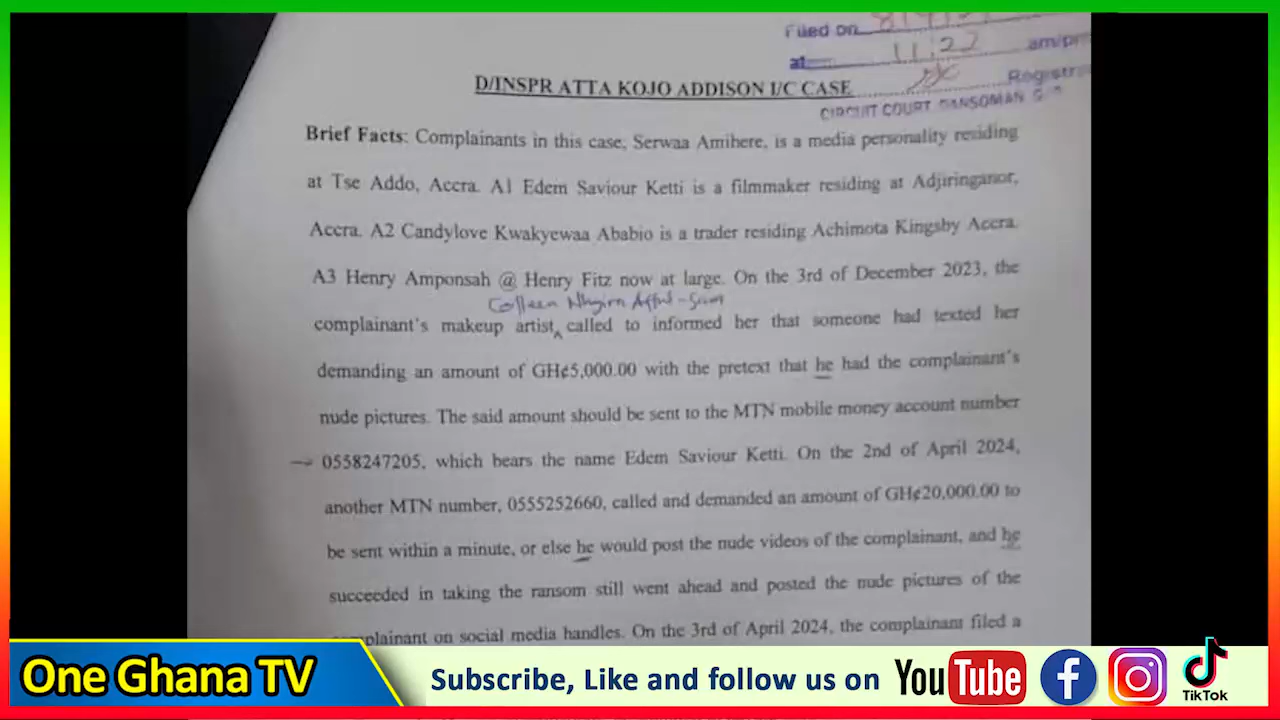 Filed on
at 11:22 am/pm
D/INSPR ATTA KOJO ADDISON I/C CASE
Registrar
CIRCUIT COURT DANSOMAN
Brief Facts: Complainants in this case, Serwaa Amihere, is a media personality residing
at Tse Addo, Accra. A1 Edem Saviour Ketti is a filmmaker residing at Adjiringanor,
Accra. A2 Candylove Kwakyewaa Ababio is a trader residing Achimota Kingsby Accra.
A3 Henry Amponsah @ Henry Fitz now at large. On the 3rd of December 2023, the
complainant's makeup artist, called to informed her that someone had texted her
demanding an amount of GH¢5,000.00 with the pretext that he had the complainant's
nude pictures. The said amount should be sent to the MTN mobile money account number
0558247205, which bears the name Edem Saviour Ketti. On the 2nd of April 2024,
another MTN number, 0555252660, called and demanded an amount of GH¢20,000.00 to
be sent within a minute, or else he would post the nude videos of the complainant, and he
succeeded in taking the ransom still went ahead and posted the nude pictures of the
complainant on social media handles. On the 3rd of April 2024, the complainant filed a
One Ghana TV
Subscribe, Like and follow us on YouTube
TikTok